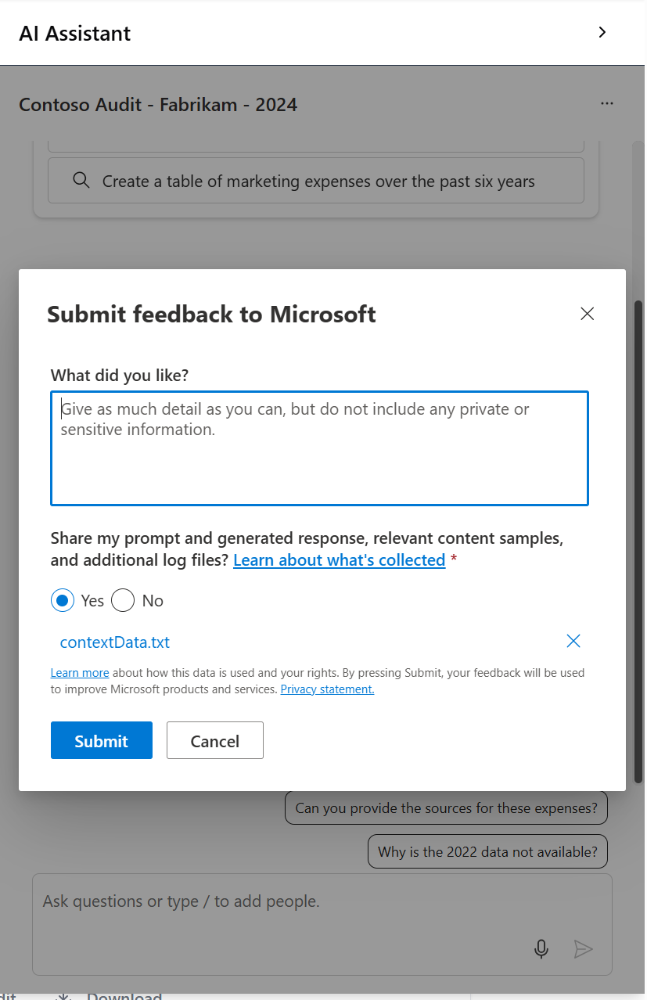 AI Assistant
Contoso Audit - Fabrikam - 2024
Create a table of marketing expenses over the past six years
Submit feedback to Microsoft
What did you like?
Give as much detail as you can, but do not include any private or
sensitive information.
Share my prompt and generated response, relevant content samples,
and additional log files? Learn about what's collected *
Yes No
contextData.txt
Learn more about how this data is used and your rights. By pressing Submit, your feedback will be used
to improve Microsoft products and services. Privacy statement.
Submit Cancel
Can you provide the sources for these expenses?
Why is the 2022 data not available?
Ask questions or type / to add people.
Download